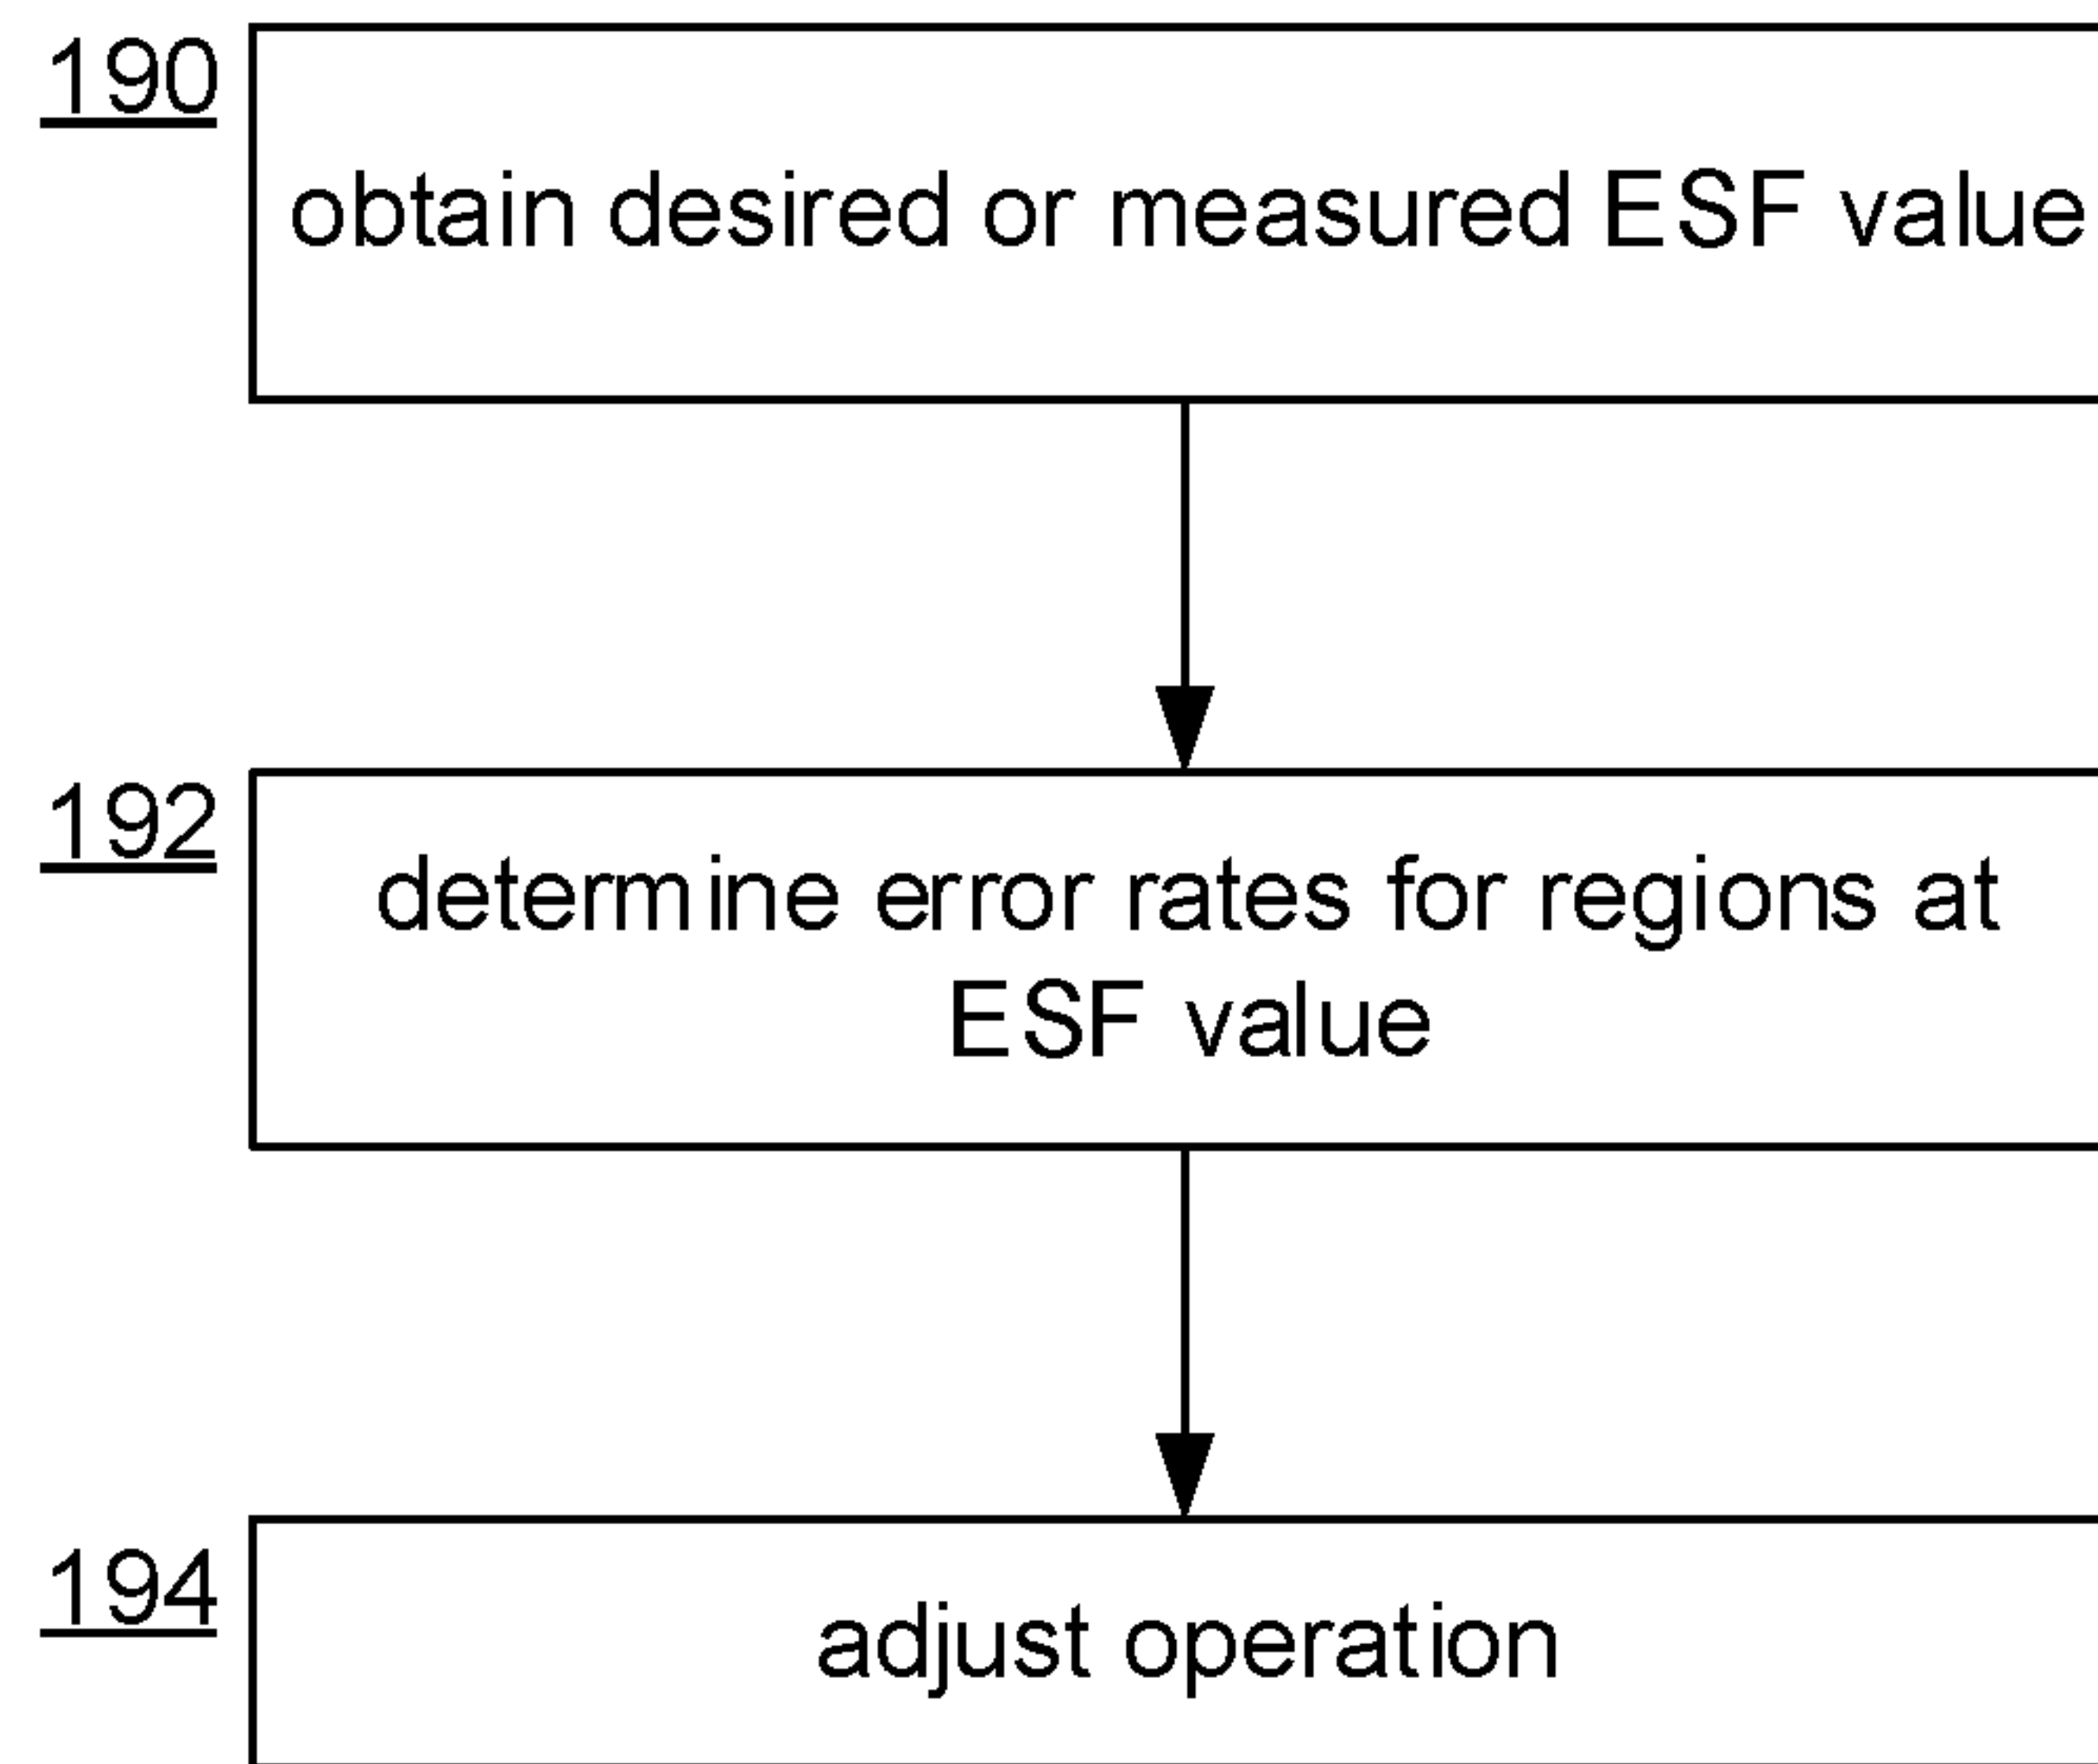 190
obtain desired or measured ESF value
192
determine error rates for regions at
ESF value
194
adjust operation